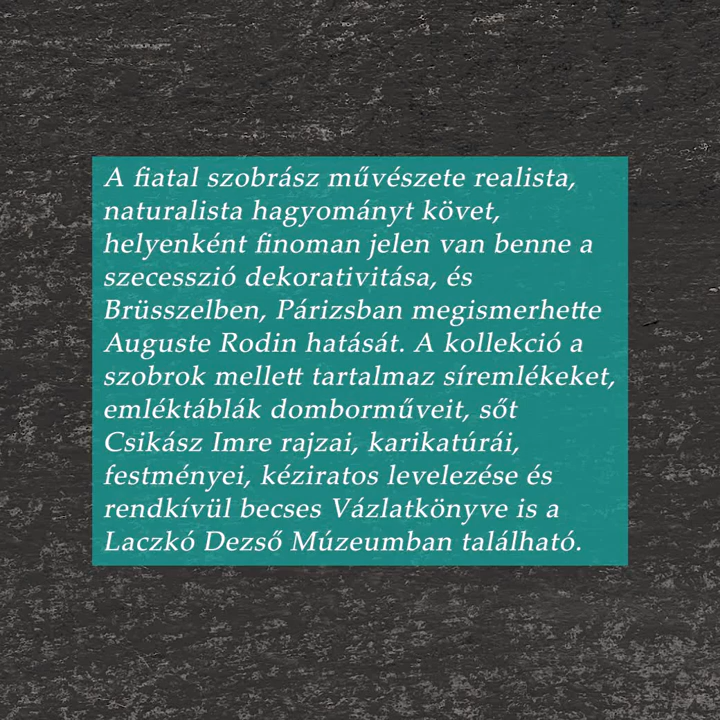 A fiatal szobrász művészete realista,
naturalista hagyományt követ,
helyenként finoman jelen van benne a
szecesszió dekorativitása, és
Brüsszelben, Párizsban megismerhette
Auguste Rodin hatását. A kollekció a
szobrok mellett tartalmaz síremlékeket,
emléktáblák domborműveit, sőt
Csikász Imre rajzai, karikatúrái,
festményei, kéziratos levelezése és
rendkívül becses Vázlatkönyve is a
Laczkó Dezső Múzeumban található.